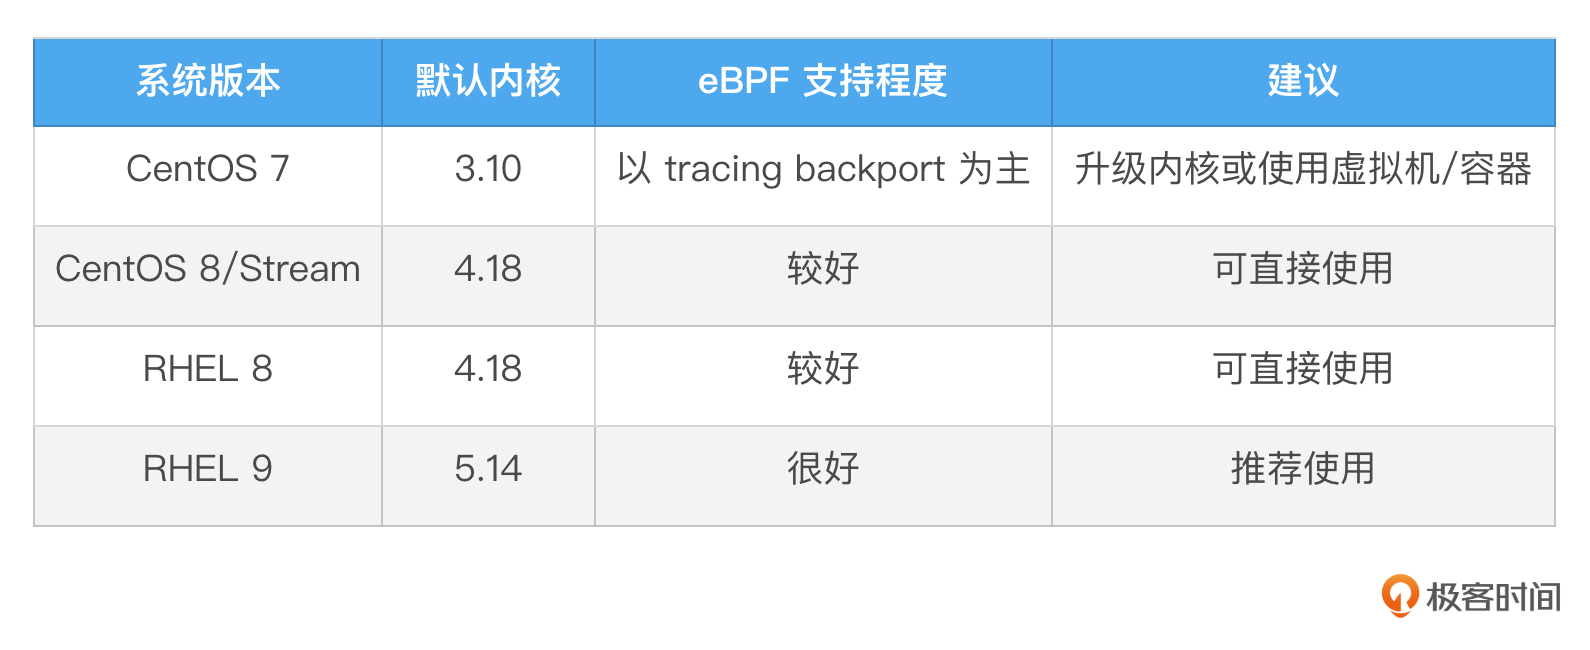 系统版本 默认内核 eBPF 支持程度 建议
CentOS 7 3.10 以 tracing backport 为主 升级内核或使用虚拟机/容器
CentOS 8/Stream 4.18 较好 可直接使用
RHEL 8 4.18 较好 可直接使用
RHEL 9 5.14 很好 推荐使用
极客时间